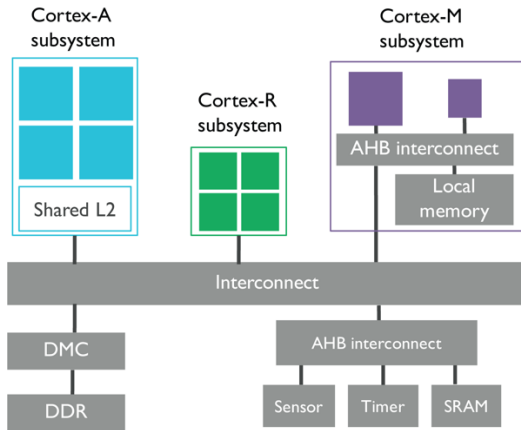 Cortex-A
subsystem
Cortex-R
subsystem
Cortex-M
subsystem
Shared L2
AHB interconnect
Local
memory
Interconnect
DMC
DDR
AHB interconnect
Sensor
Timer
SRAM